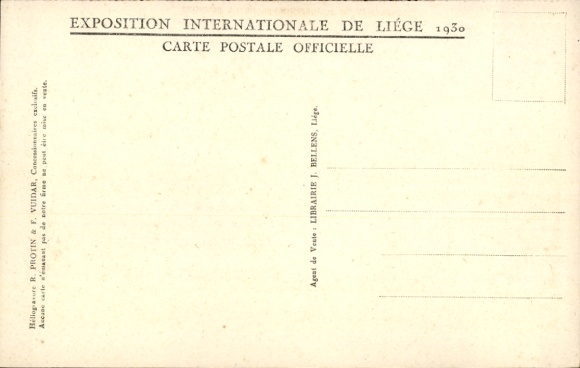 EXPOSITION INTERNATIONALE DE LIÉGE 1930
CARTE POSTALE OFFICIELLE
Héliogravure R. PROTIN & F. VUIDAR, Concessionnaires exclusifs.
Aucune carte n'émanant pas de notre firme ne peut être mise en vente.
Agent de Vente : LIBRAIRIE J. BELLENS, Liége.